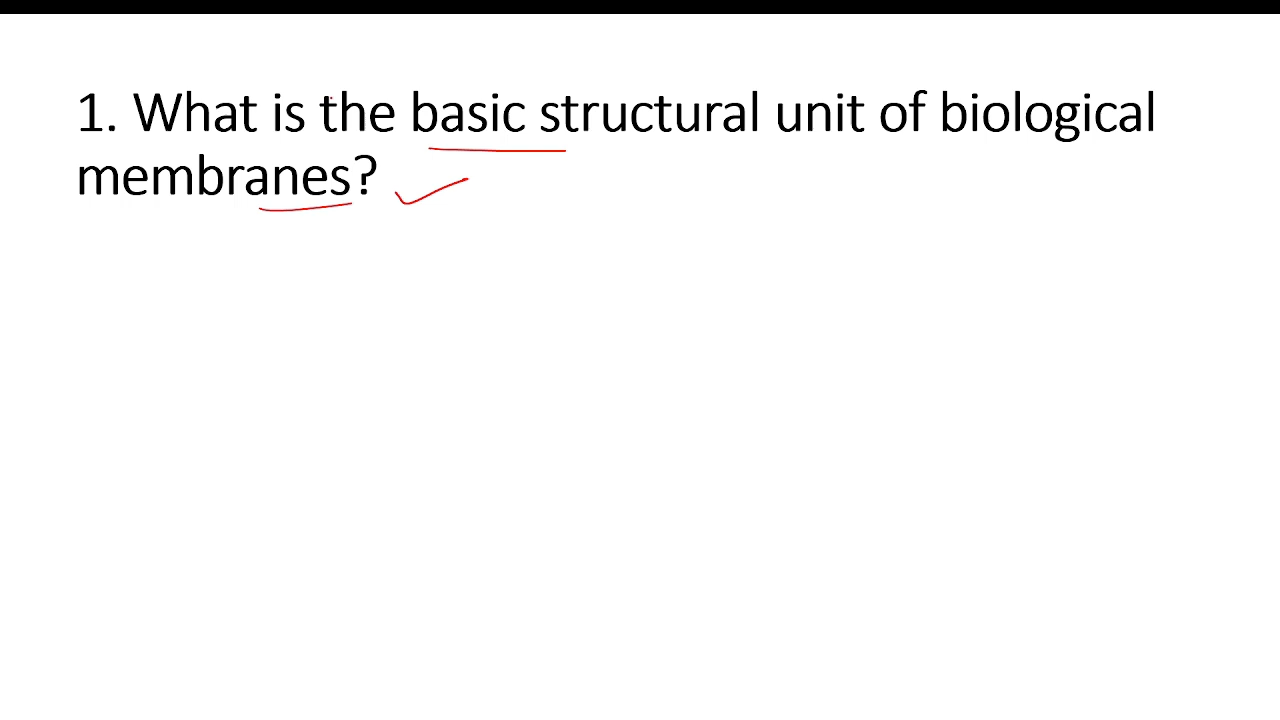 1. What is the basic structural unit of biological
membranes?